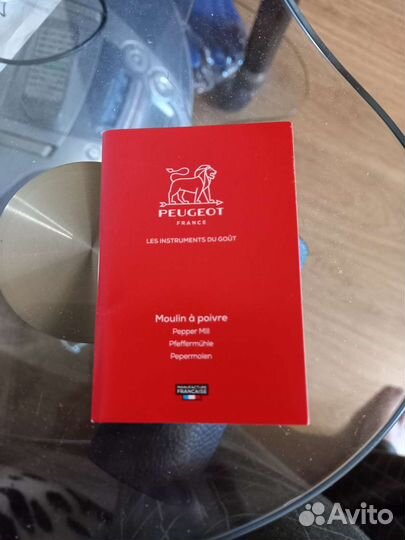 PEUGEOT
FRANCE
LES INSTRUMENTS DU GOÛT
Moulin à poivre
Pepper Mill
Pfeffermühle
Pepermolen
MANUFACTURE
FRANÇAISE
Avito